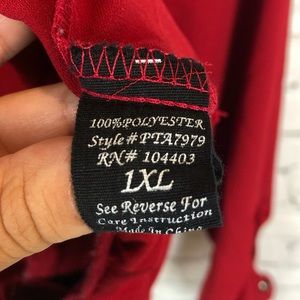 100%POLYESTER
Style# PTA7979
RN# 104403
1XL
See Reverse For
Care Instruction
Made In China